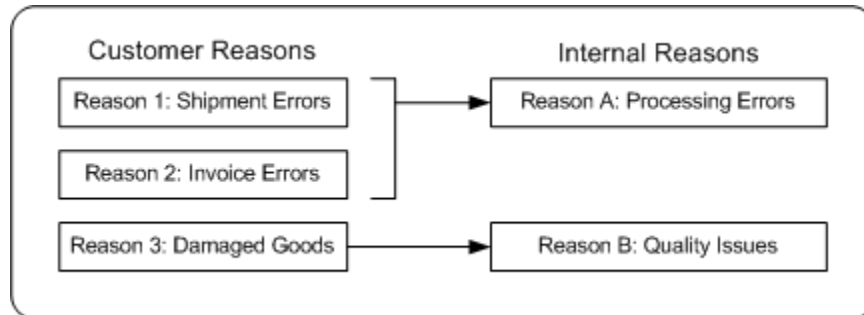 Customer Reasons
Internal Reasons
Reason 1: Shipment Errors
Reason A: Processing Errors
Reason 2: Invoice Errors
Reason 3: Damaged Goods
Reason B: Quality Issues